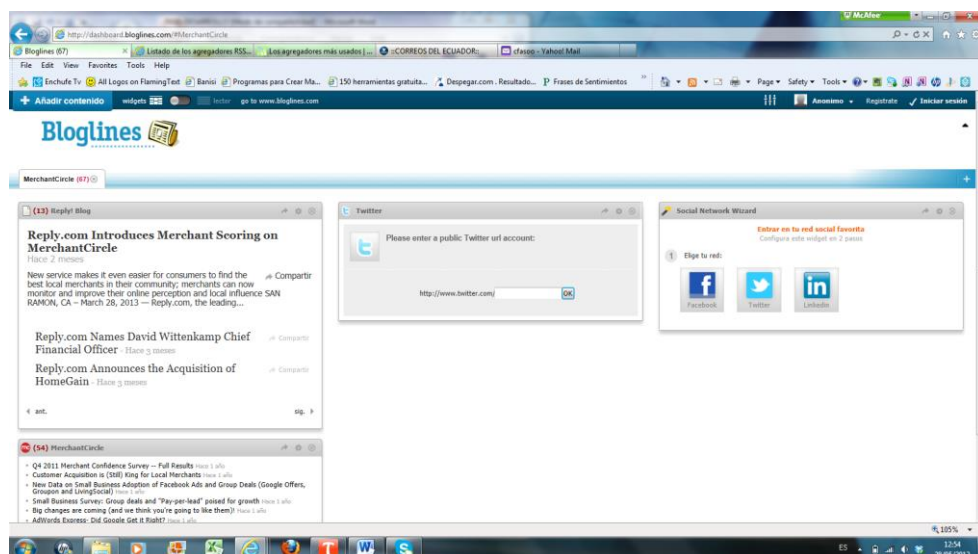 McAfee
http://dashboard.bloglines.com/#MerchantCircle
Bloglines (67)
Listado de los agregadores RSS...
Los agregadores más usados | ...
::CORREOS DEL ECUADOR::
cfasog - Yahoo! Mail
File Edit View Favorites Tools Help
Enchufe Tv
All Logos on FlamingText
Banisi
Programas para Crear Ma...
150 herramientas gratuita...
Despegar.com . Resultado...
Frases de Sentimientos
Page Safety Tools
Añadir contenido
widgets
lector
go to www.bloglines.com
Anonimo
Registrate
Iniciar sesión
Bloglines
MerchantCircle (67)
(13) Reply! Blog
Reply.com Introduces Merchant Scoring on
MerchantCircle
Hace 2 meses
New service makes it even easier for consumers to find the
best local merchants in their community; merchants can now
monitor and improve their online perception and local influence SAN
RAMON, CA – March 28, 2013 — Reply.com, the leading...
Compartir
Reply.com Names David Wittenkamp Chief
Financial Officer - Hace 3 meses
Compartir
Reply.com Announces the Acquisition of
HomeGain - Hace 3 meses
Compartir
ant.
sig.
Twitter
Please enter a public Twitter url account:
http://www.twitter.com/
OK
Social Network Wizard
Entrar en tu red social favorita
Configura este widget en 2 pasos
1 Elige tu red:
Facebook
Twitter
Linkedin
(54) MerchantCircle
Q4 2011 Merchant Confidence Survey -- Full Results Hace 1 año
Customer Acquisition is (Still) King for Local Merchants Hace 1 año
New Data on Small Business Adoption of Facebook Ads and Group Deals (Google Offers,
Groupon and LivingSocial) Hace 1 año
Small Business Survey: Group deals and "Pay-per-lead" poised for growth Hace 1 año
Big changes are coming (and we think you're going to like them)! Hace 1 año
AdWords Express- Did Google Get it Right? Hace 1 año
105%
ES
12:54